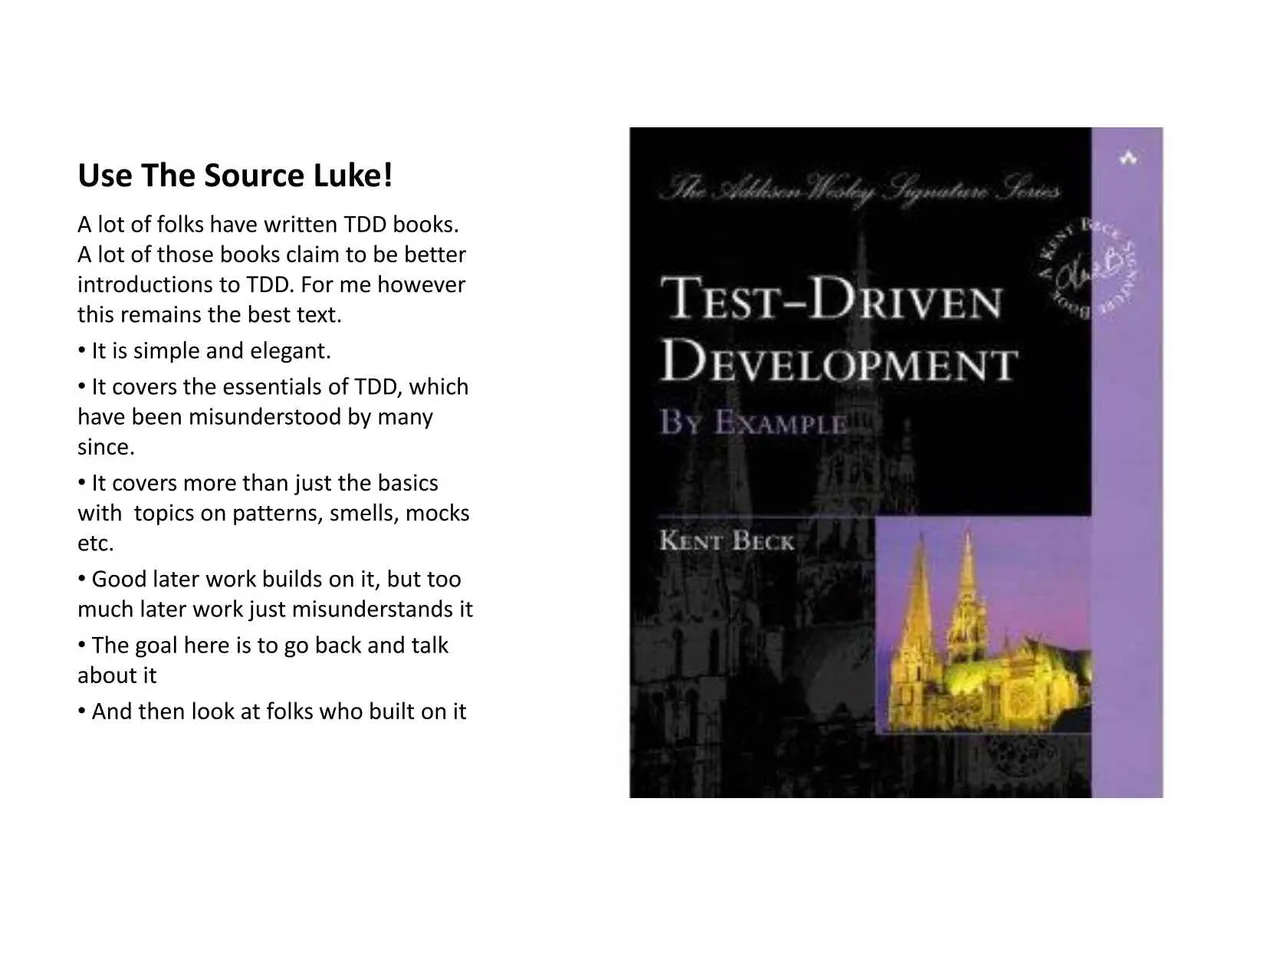 Use The Source Luke!
A lot of folks have written TDD books.
A lot of those books claim to be better
introductions to TDD. For me however
this remains the best text.
• It is simple and elegant.
• It covers the essentials of TDD, which
have been misunderstood by many
since.
• It covers more than just the basics
with  topics on patterns, smells, mocks
etc.
• Good later work builds on it, but too
much later work just misunderstands it
• The goal here is to go back and talk
about it
• And then look at folks who built on it
The Addison-Wesley Signature Series
A KENT BECK SIGNATURE BOOK
TEST-DRIVEN
DEVELOPMENT
BY EXAMPLE
KENT BECK